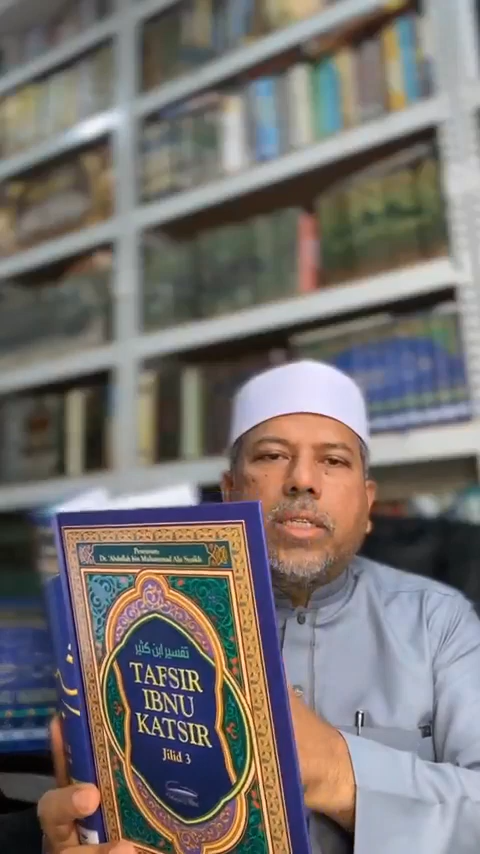 Penyusun:
Dr. 'Abdullah bin Muhammad Alu Syaikh
تفسير ابن كثير
TAFSIR
IBNU
KATSIR
Jilid 3